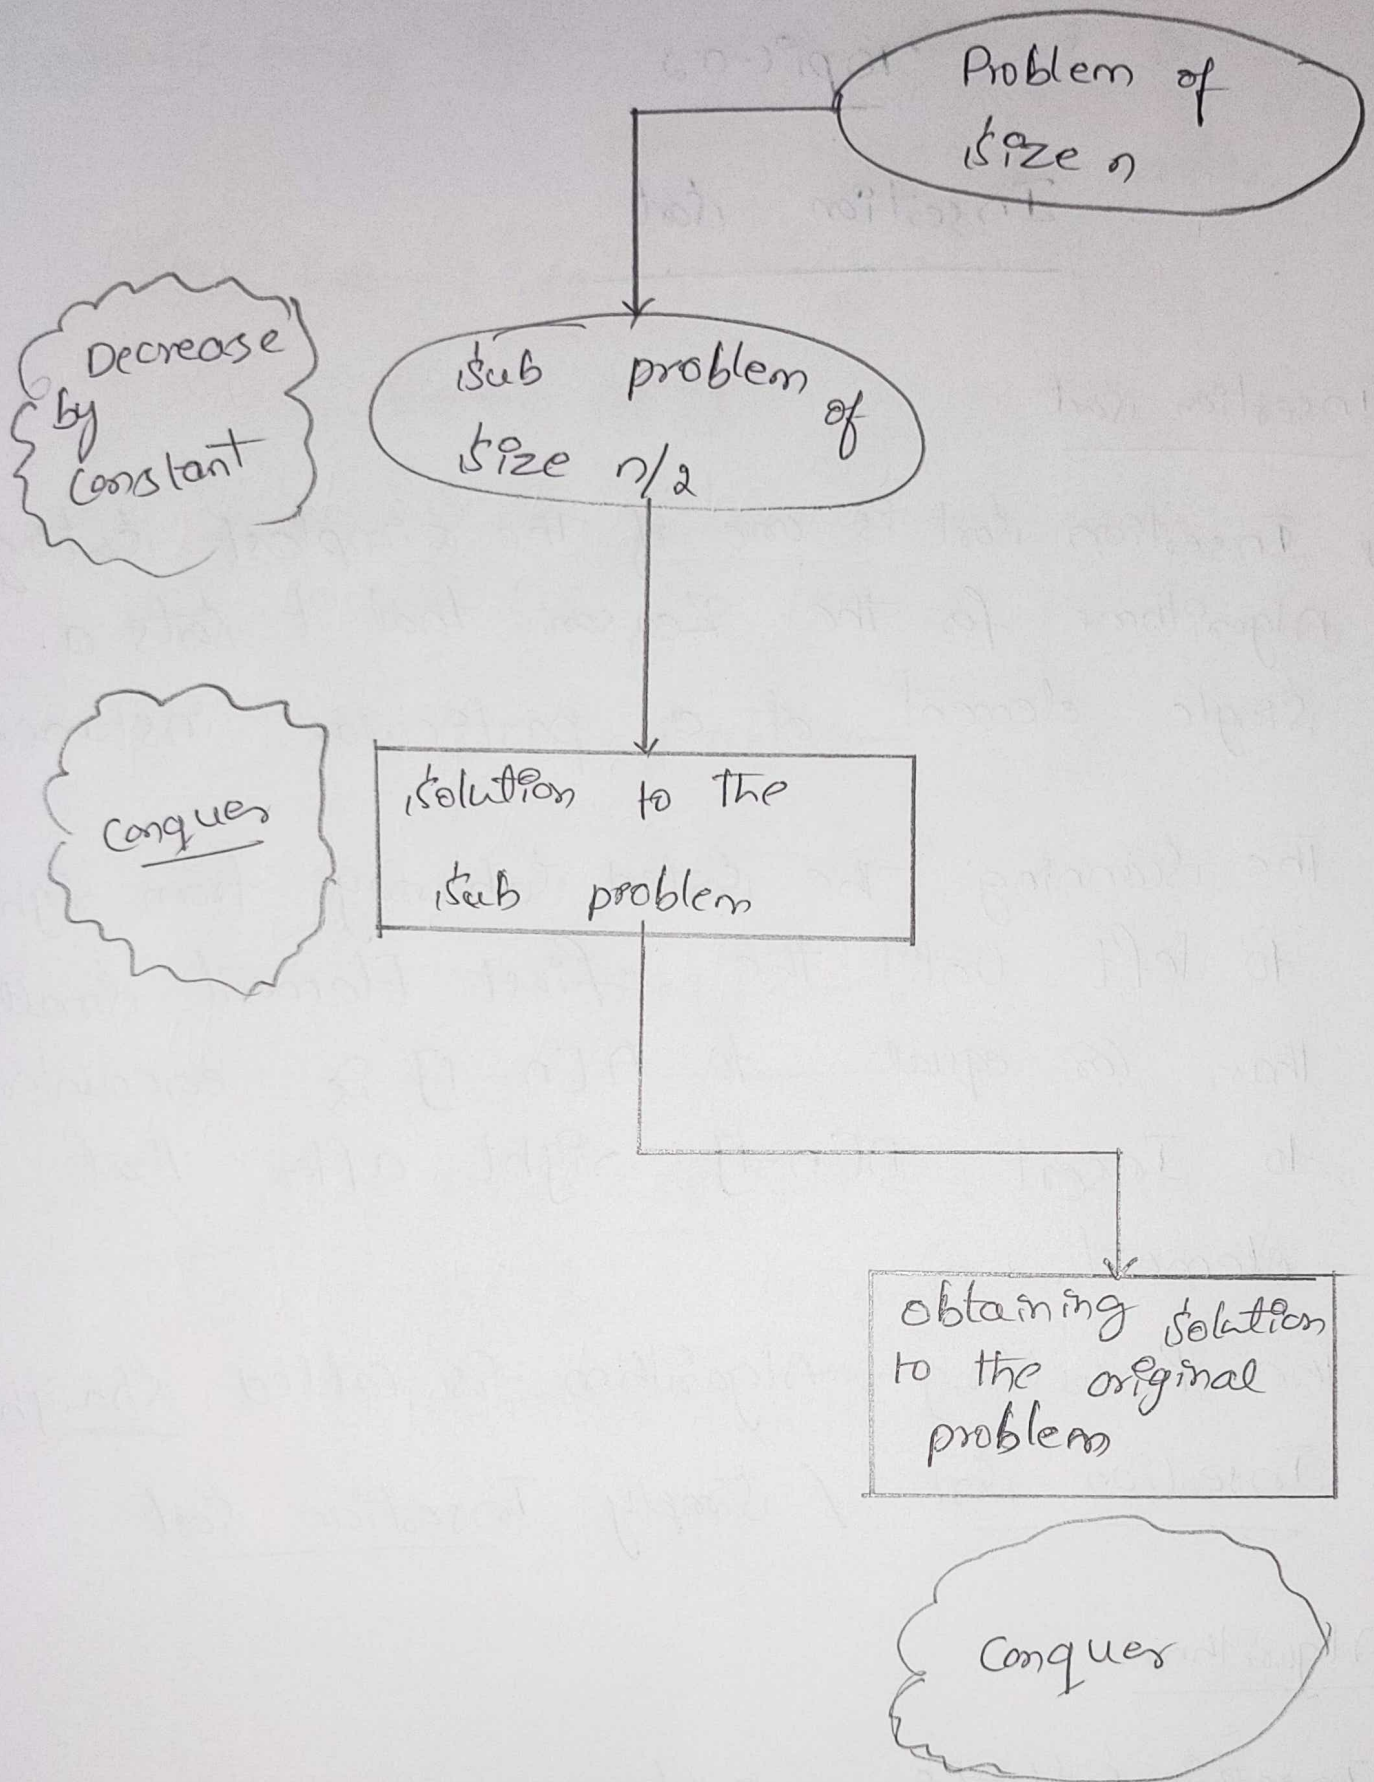 Problem of
size n
Decrease
by
constant
sub problem of
size n/2
conquer
solution to the
sub problem
obtaining solution
to the original
problem
conquer